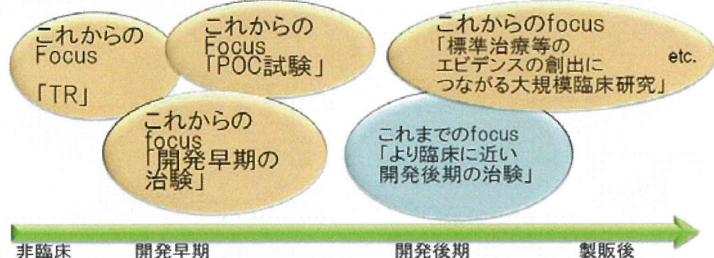 これからの
Focus
「TR」
これからの
Focus
「POC試験」
これからの
focus
「開発早期の
治験」
これからのfocus
「標準治療等の
エビデンスの創出に
つながる大規模臨床研究」
etc.
これまでのfocus
「より臨床に近い
開発後期の治験」
非臨床
開発早期
開発後期
製販後